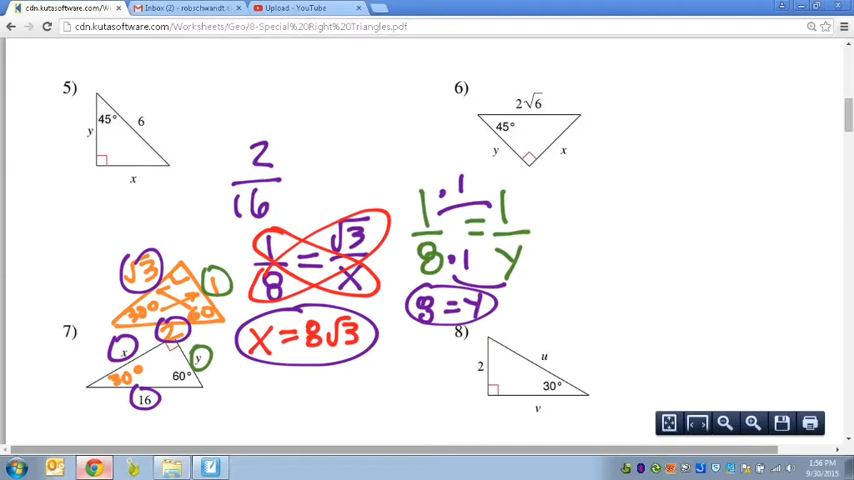 cdn.kutasoftware.com/W
Inbox (2) - robschwandt.
Upload - YouTube
cdn.kutasoftware.com/Worksheets/Geo/8-Special%20Right%20Triangles.pdf
5)
45°
6
y
x
6)
2√6
45°
y
x
2
16
1 = √3
8 x
x = 8√3
1 ·1 = 1
8 ·1 y
8 = y
√3
1
30°
60
2
7)
x
y
30°
60°
16
8)
2
u
30°
v
1:56 PM
9/30/2015